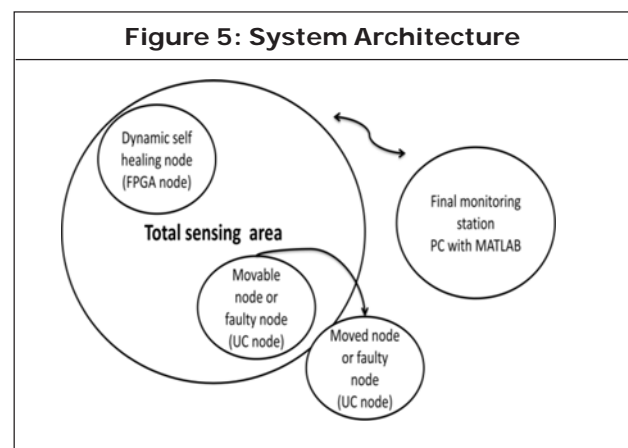 Figure 5: System Architecture
Dynamic self
healing node
(FPGA node)
Total sensing area
Movable
node or
faulty node
(UC node)
Moved node
or faulty
node
(UC node)
Final monitoring
station
PC with MATLAB